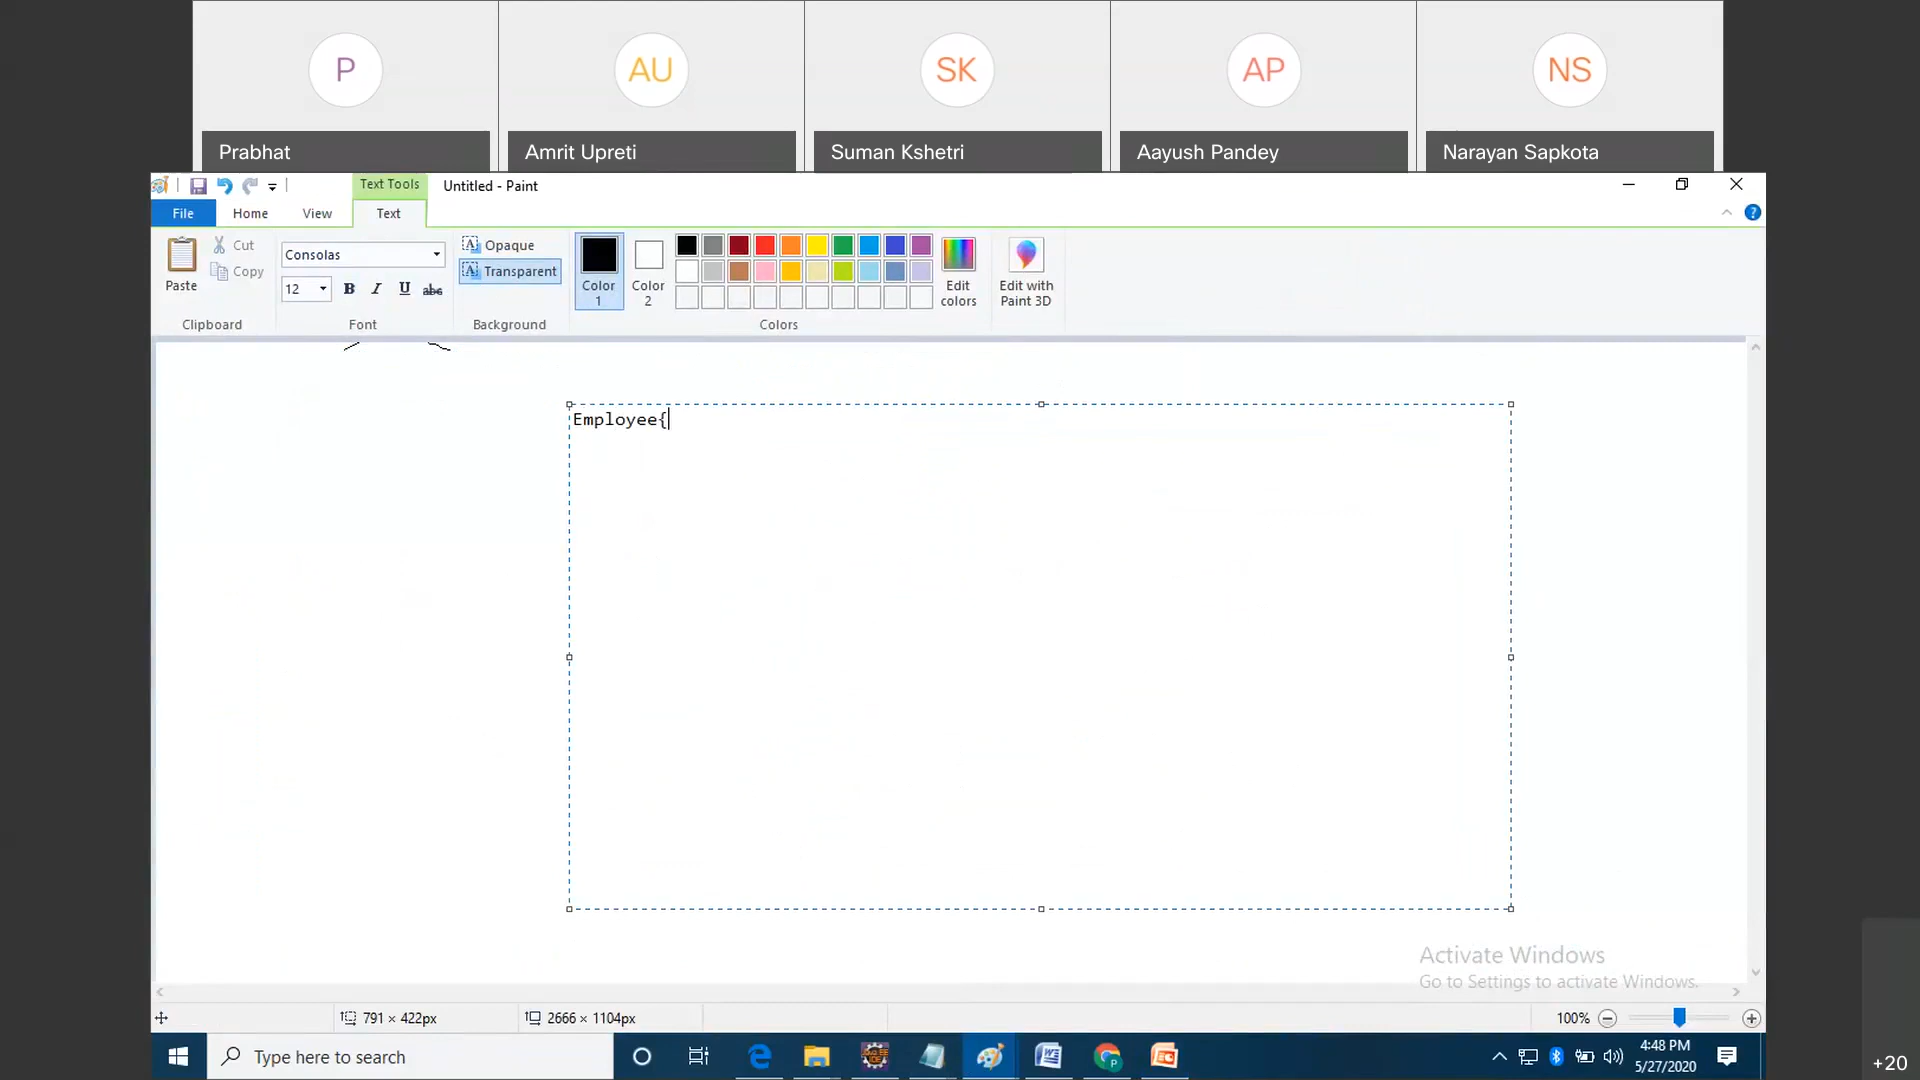 P
AU
SK
AP
NS
Prabhat
Amrit Upreti
Suman Kshetri
Aayush Pandey
Narayan Sapkota
Text Tools
Untitled - Paint
File
Home
View
Text
Paste
Cut
Copy
Clipboard
Consolas
12
B
I
U
abc
Font
Opaque
Transparent
Background
Color
1
Color
2
Edit
colors
Colors
Edit with
Paint 3D
Employee{
Activate Windows
Go to Settings to activate Windows.
791 × 422px
2666 × 1104px
100%
Type here to search
4:48 PM
5/27/2020
+20